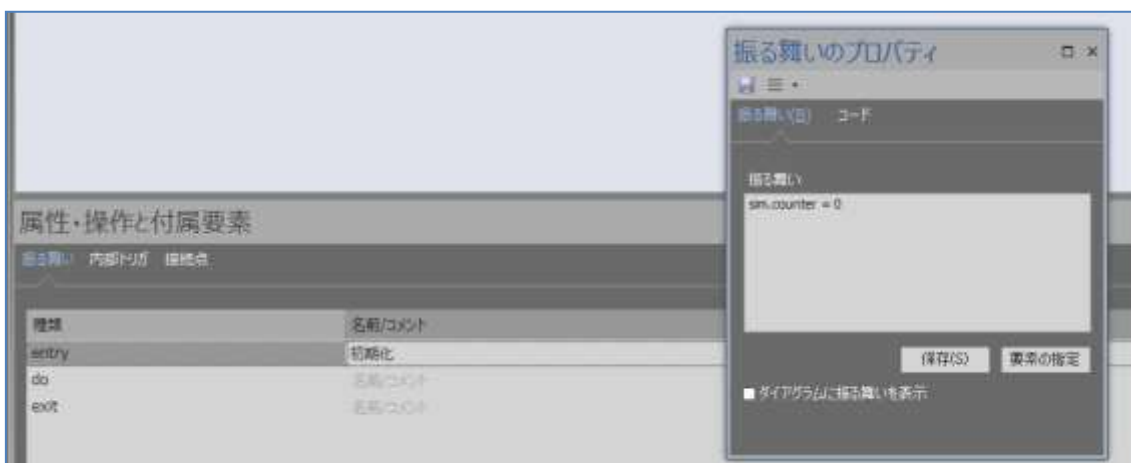 振る舞いのプロパティ
振る舞い(B) コード
振る舞い
sim.counter = 0
保存(S) 要素の指定
ダイアグラムに振る舞いを表示
属性・操作と付属要素
振る舞い 内部トリガ 接続点
種類 名前/コメント
entry 初期化
do 名前/コメント
exit 名前/コメント